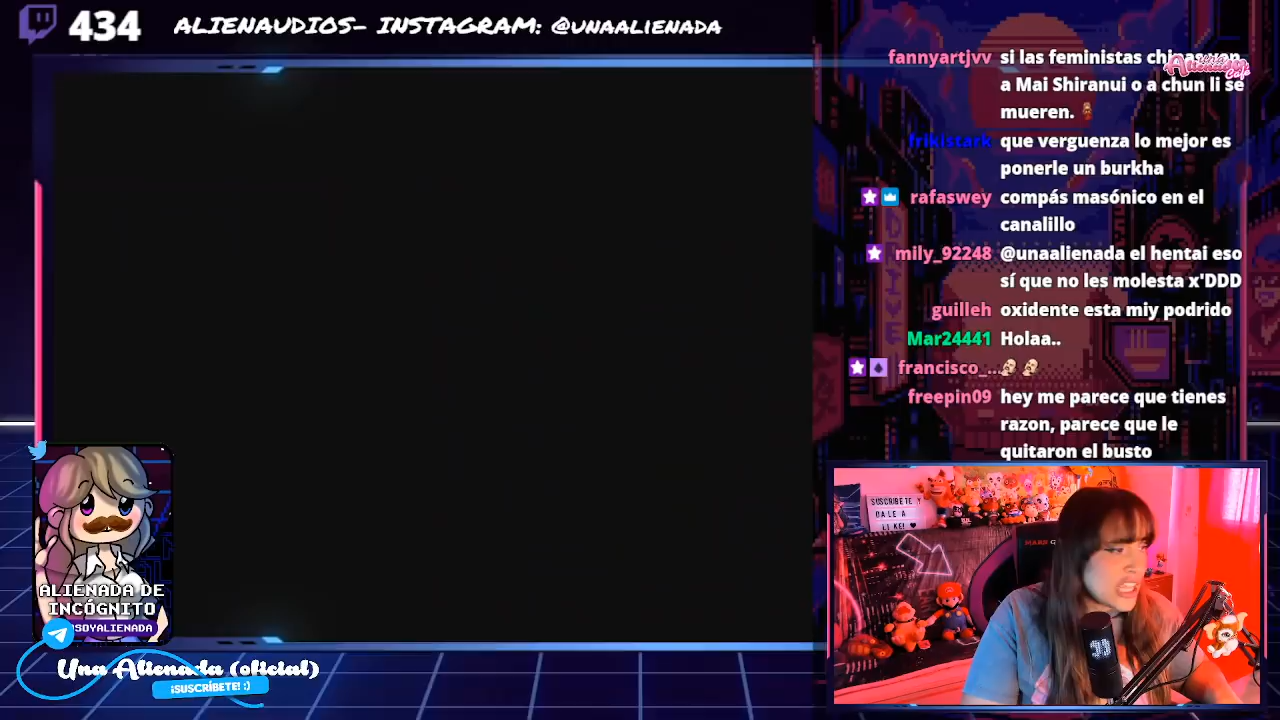 434
ALIENAUDIOS- INSTAGRAM: @UNAALIENADA
fannyartjvv si las feministas chinas ven
a Mai Shiranui o a chun li se
mueren.
frikistark que verguenza lo mejor es
ponerle un burkha
rafaswey compás masónico en el
canalillo
mily_92248 @unaalienada el hentai eso
sí que no les molesta x'DDD
guilleh oxidente esta miy podrido
Mar24441 Holaa..
francisco_...
freepin09 hey me parece que tienes
razon, parece que le
quitaron el busto
SUSCRIBETE Y
DALE A
LIKE! ♥
ALIENADA DE
INCÓGNITO
@SOYALIENADA
Una Alienada (oficial)
¡SUSCRÍBETE! :)